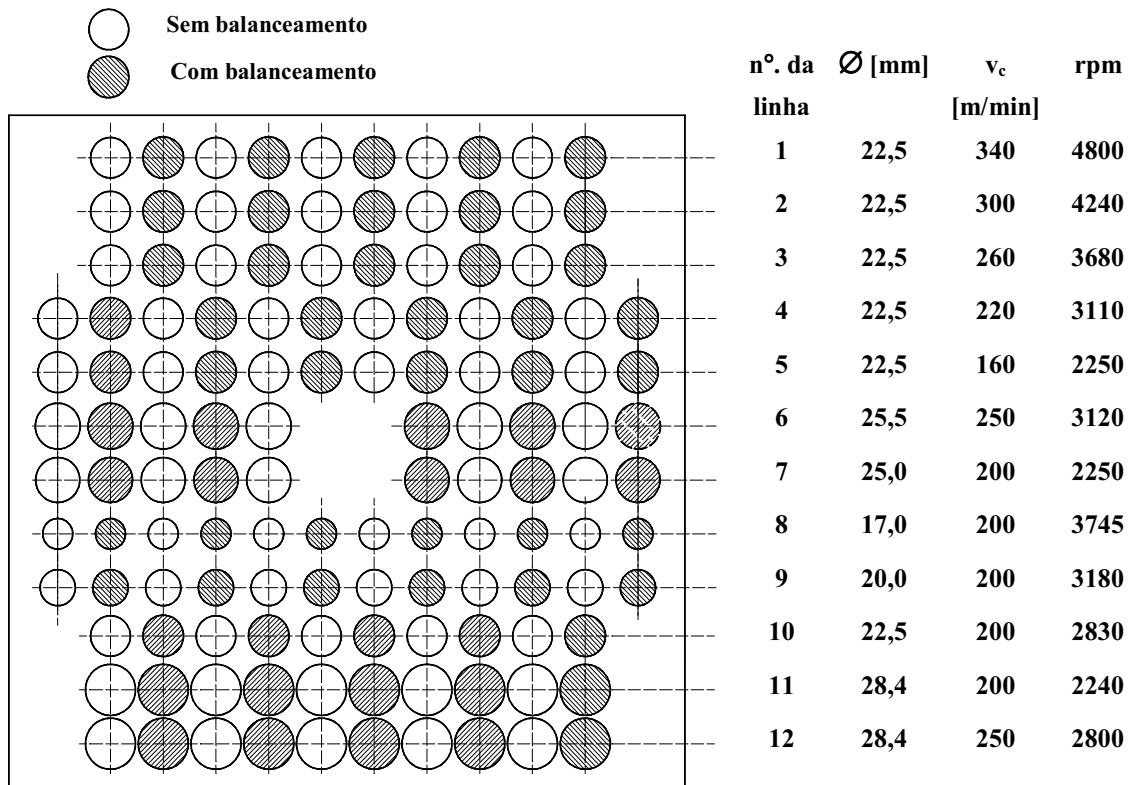 Sem balanceamento
Com balanceamento
n°. da linha Ø [mm] v_c [m/min] rpm
1 22,5 340 4800
2 22,5 300 4240
3 22,5 260 3680
4 22,5 220 3110
5 22,5 160 2250
6 25,5 250 3120
7 25,0 200 2250
8 17,0 200 3745
9 20,0 200 3180
10 22,5 200 2830
11 28,4 200 2240
12 28,4 250 2800